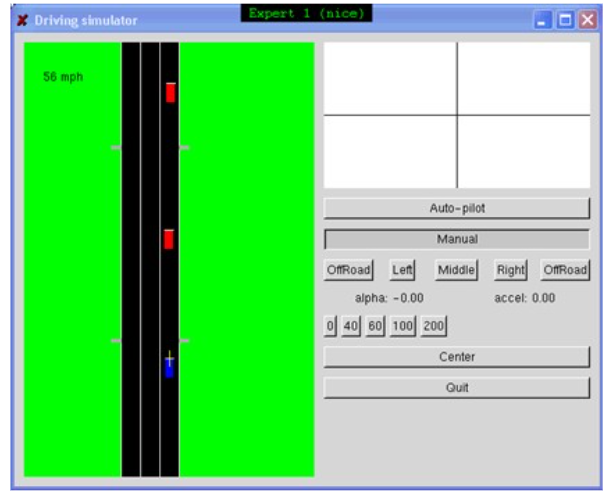 Driving simulator
Expert 1 (nice)
56 mph
Auto-pilot
Manual
OffRoad Left Middle Right OffRoad
alpha: -0.00 accel: 0.00
0 40 60 100 200
Center
Quit